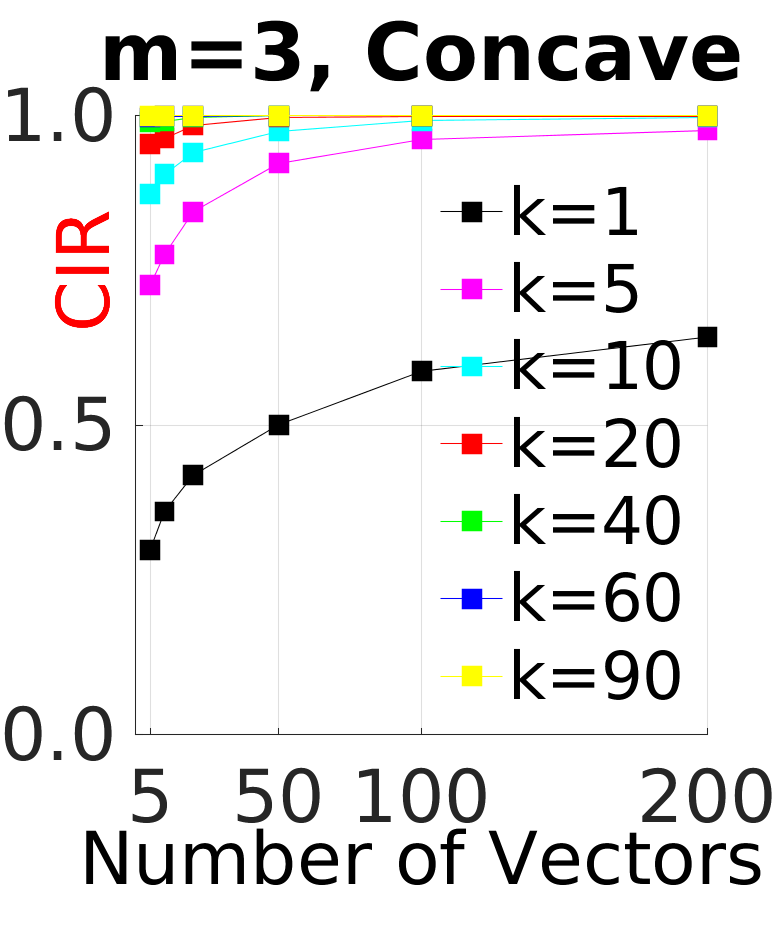 m=3, Concave
1.0
0.5
0.0
CIR
k=1
k=5
k=10
k=20
k=40
k=60
k=90
5 50 100 200
Number of Vectors